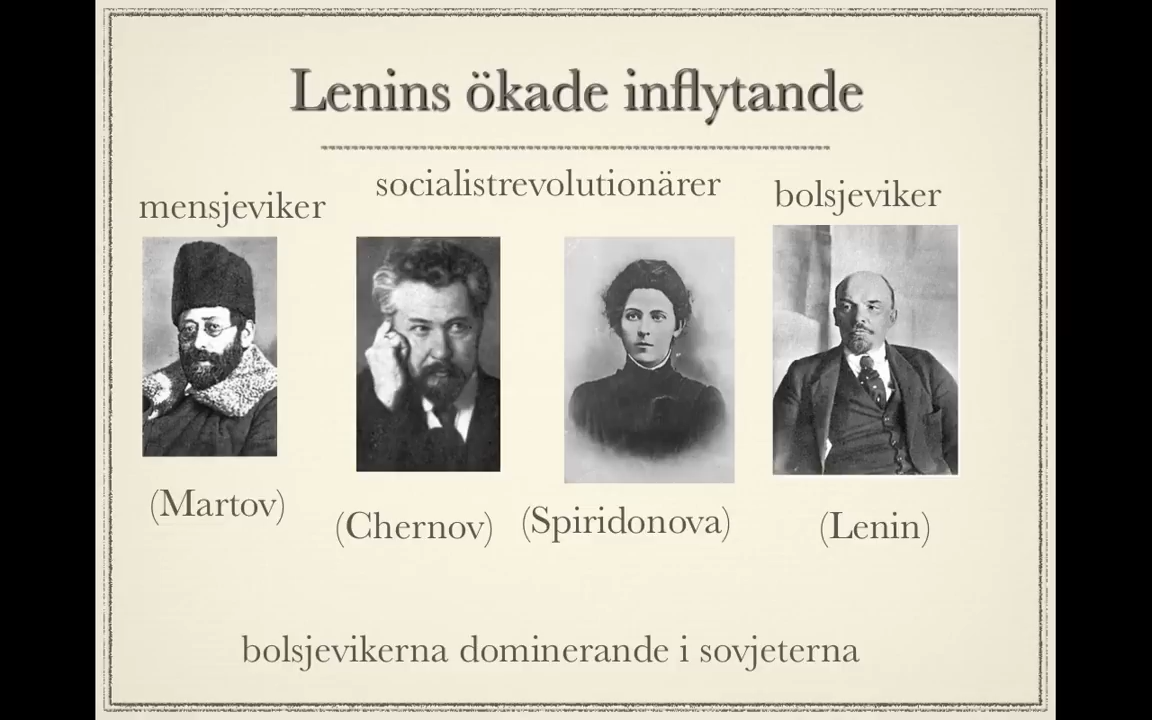 Lenins ökade inflytande
mensjeviker
socialistrevolutionärer
bolsjeviker
(Martov)
(Chernov)
(Spiridonova)
(Lenin)
bolsjevikerna dominerande i sovjeterna